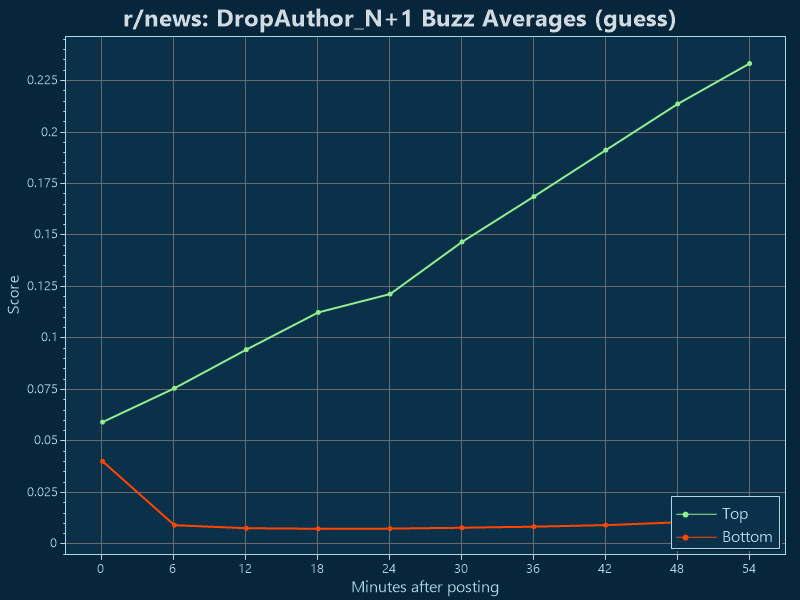 r/news: DropAuthor_N+1 Buzz Averages (guess)
Score
0.225
0.2
0.175
0.15
0.125
0.1
0.075
0.05
0.025
0
Top
Bottom
0 6 12 18 24 30 36 42 48 54
Minutes after posting